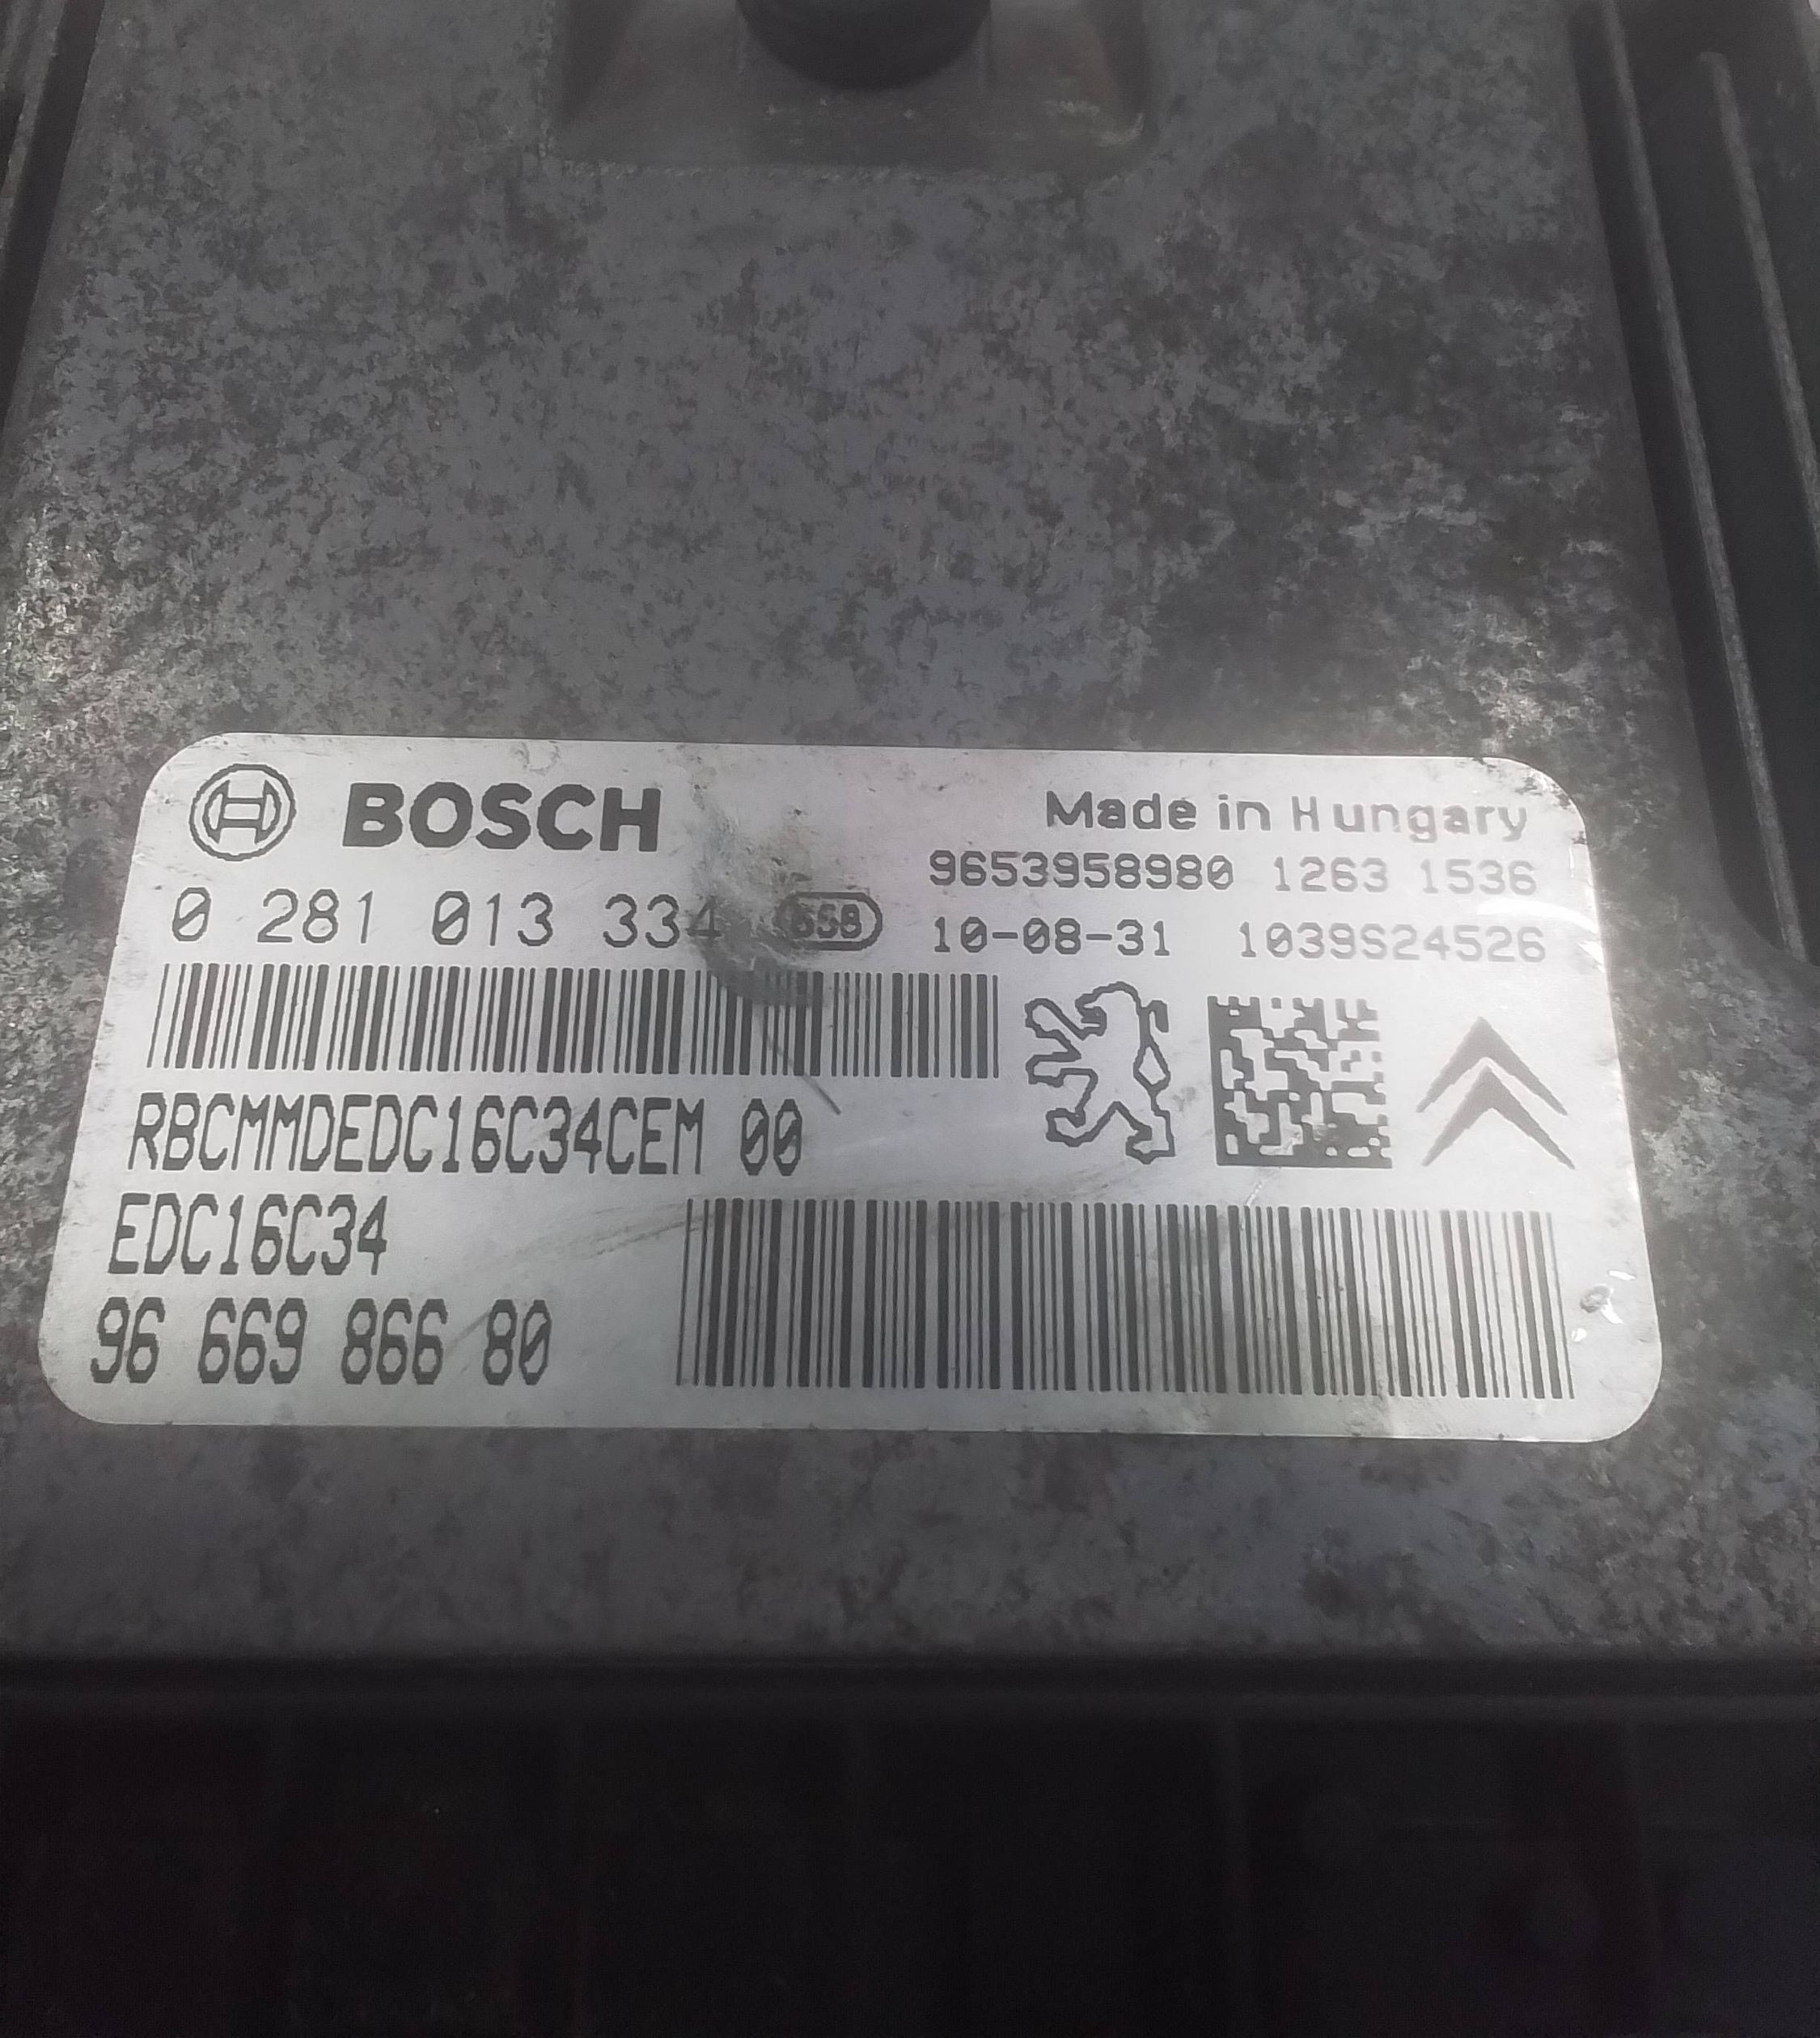 BOSCH
Made in Hungary
9653958980 1263 1536
0 281 013 334 558
10-08-31 1039S24526
RBCMMDEDC16C34CEM 00
EDC16C34
96 669 866 80